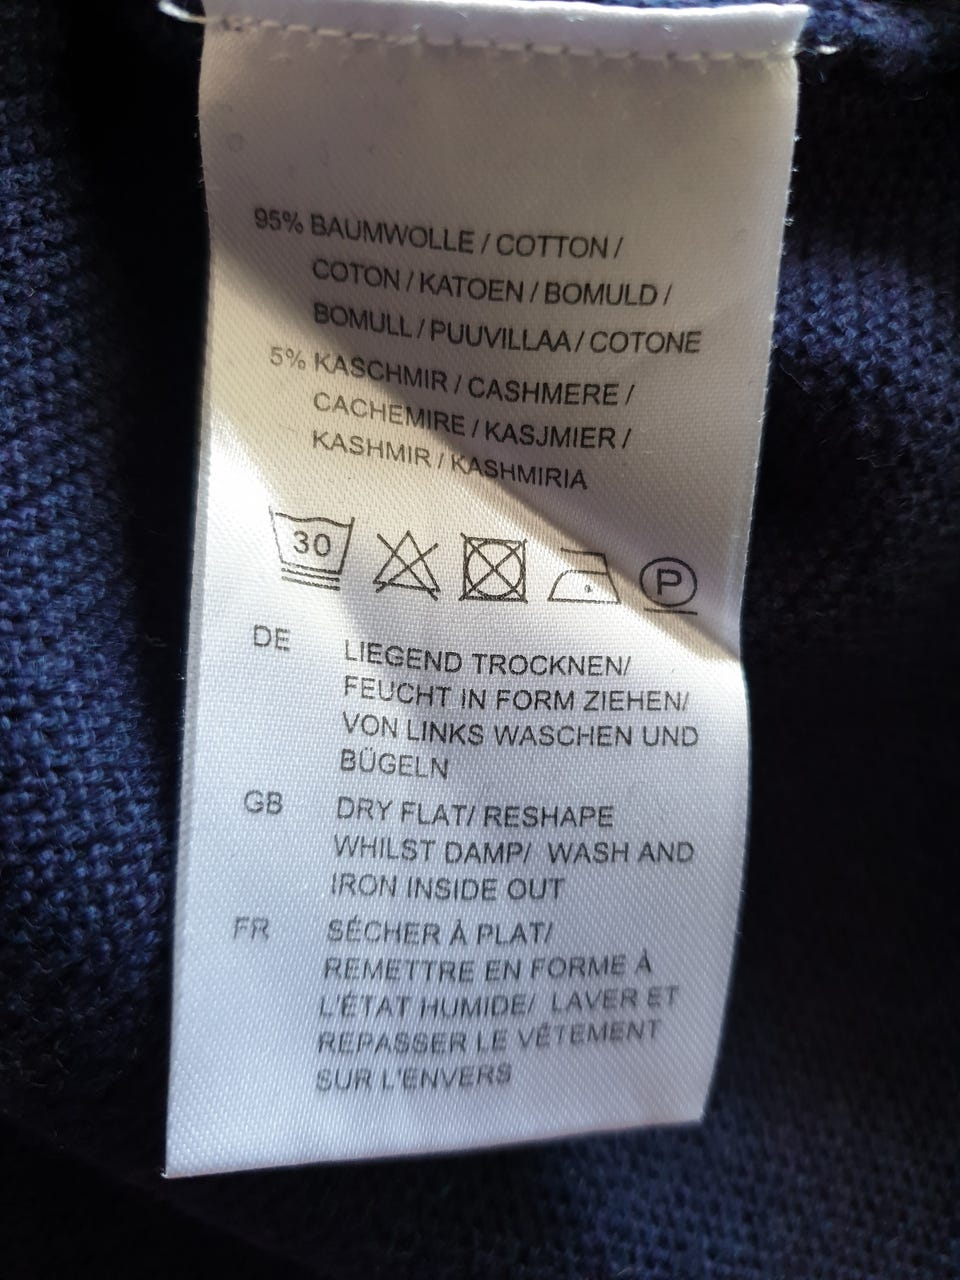 95% BAUMWOLLE / COTTON /
COTON / KATOEN / BOMULD /
BOMULL / PUUVILLAA / COTONE
5% KASCHMIR / CASHMERE /
CACHEMIRE / KASJMIER /
KASHMIR / KASHMIRIA
30 P
DE LIEGEND TROCKNEN/
FEUCHT IN FORM ZIEHEN/
VON LINKS WASCHEN UND
BÜGELN
GB DRY FLAT/ RESHAPE
WHILST DAMP/ WASH AND
IRON INSIDE OUT
FR SÉCHER À PLAT/
REMETTRE EN FORME À
L'ÉTAT HUMIDE/ LAVER ET
REPASSER LE VÊTEMENT
SUR L'ENVERS